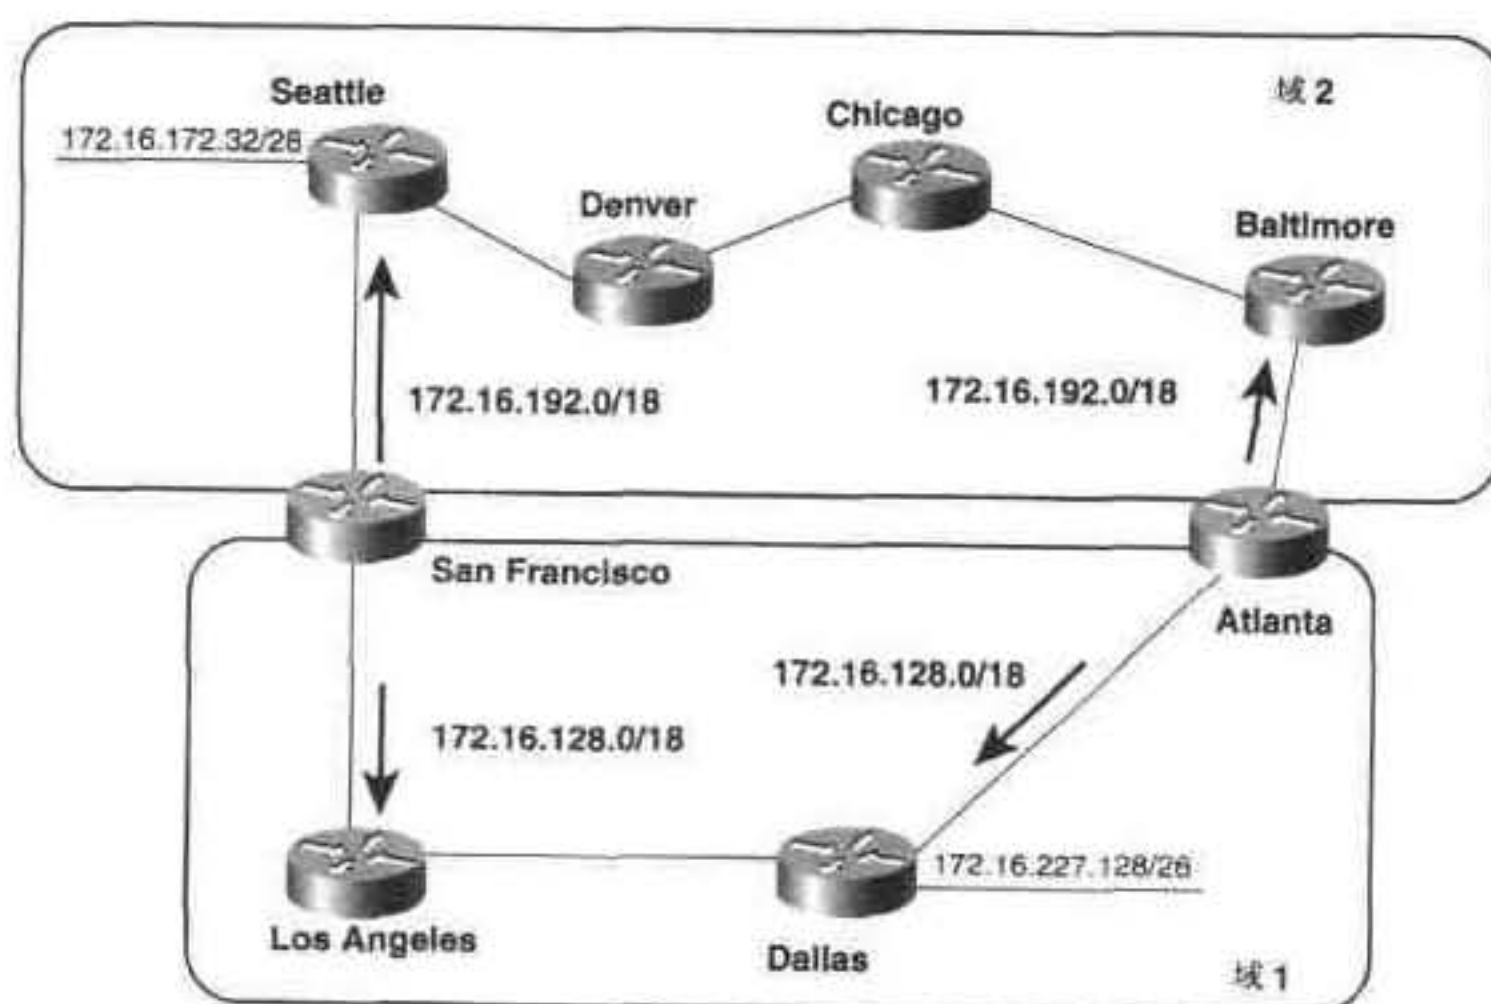 Seattle
域 2
Chicago
172.16.172.32/28
Denver
Baltimore
172.16.192.0/18
172.16.192.0/18
San Francisco
Atlanta
172.16.128.0/18
172.16.128.0/18
172.16.227.128/26
Los Angeles
Dallas
域 1